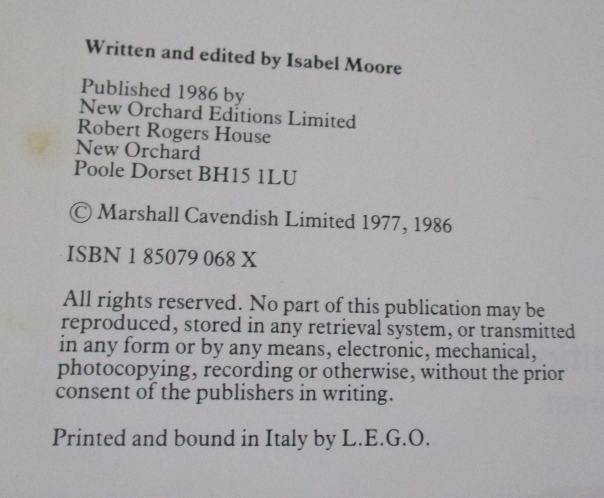 Written and edited by Isabel Moore
Published 1986 by
New Orchard Editions Limited
Robert Rogers House
New Orchard
Poole Dorset BH15 1LU
© Marshall Cavendish Limited 1977, 1986
ISBN 1 85079 068 X
All rights reserved. No part of this publication may be
reproduced, stored in any retrieval system, or transmitted
in any form or by any means, electronic, mechanical,
photocopying, recording or otherwise, without the prior
consent of the publishers in writing.
Printed and bound in Italy by L.E.G.O.